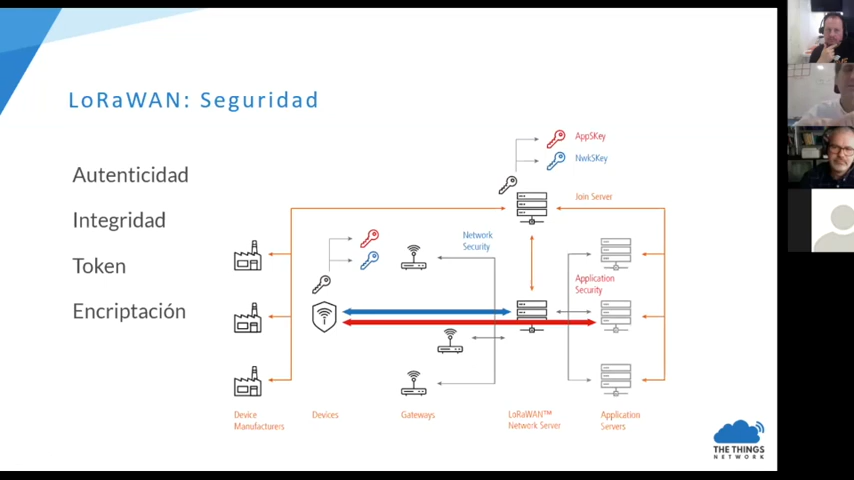 LoRaWAN: Seguridad
Autenticidad
Integridad
Token
Encriptación
AppSKey
NwkSKey
Join Server
Network
Security
Application
Security
Device
Manufacturers
Devices
Gateways
LoRaWAN™
Network Server
Application
Servers
THE THINGS
NETWORK